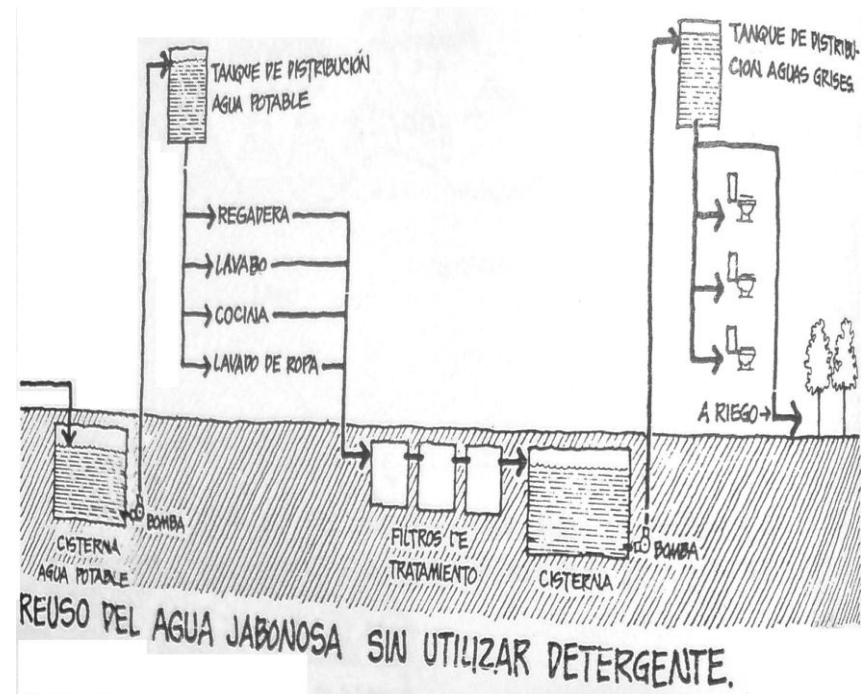 TANQUE DE DISTRIBUCIÓN
AGUA POTABLE
REGADERA
LAVABO
COCINA
LAVADO DE ROPA
CISTERNA
AGUA POTABLE
BOMBA
FILTROS DE
TRATAMIENTO
CISTERNA
BOMBA
TANQUE DE DISTRIBU-
CION AGUAS GRISES.
A RIEGO
REUSO DEL AGUA JABONOSA SIN UTILIZAR DETERGENTE.